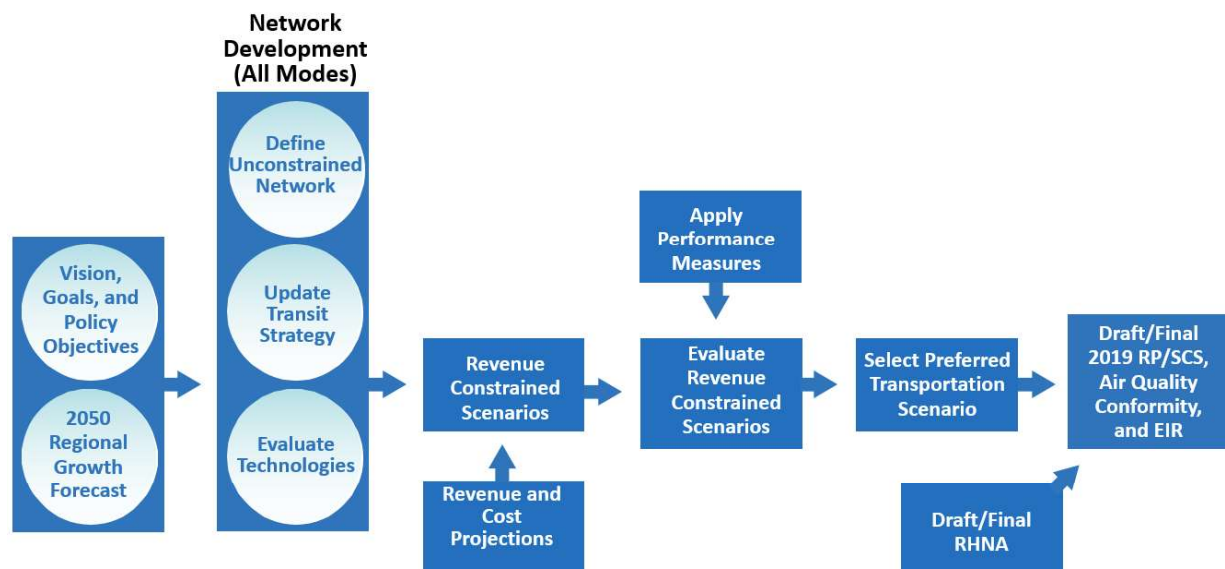 Network
Development
(All Modes)
Vision,
Goals, and
Policy
Objectives
2050
Regional
Growth
Forecast
Define
Unconstrained
Network
Update
Transit
Strategy
Evaluate
Technologies
Revenue
Constrained
Scenarios
Revenue and
Cost
Projections
Apply
Performance
Measures
Evaluate
Revenue
Constrained
Scenarios
Select Preferred
Transportation
Scenario
Draft/Final
2019 RP/SCS,
Air Quality
Conformity,
and EIR
Draft/Final
RHNA